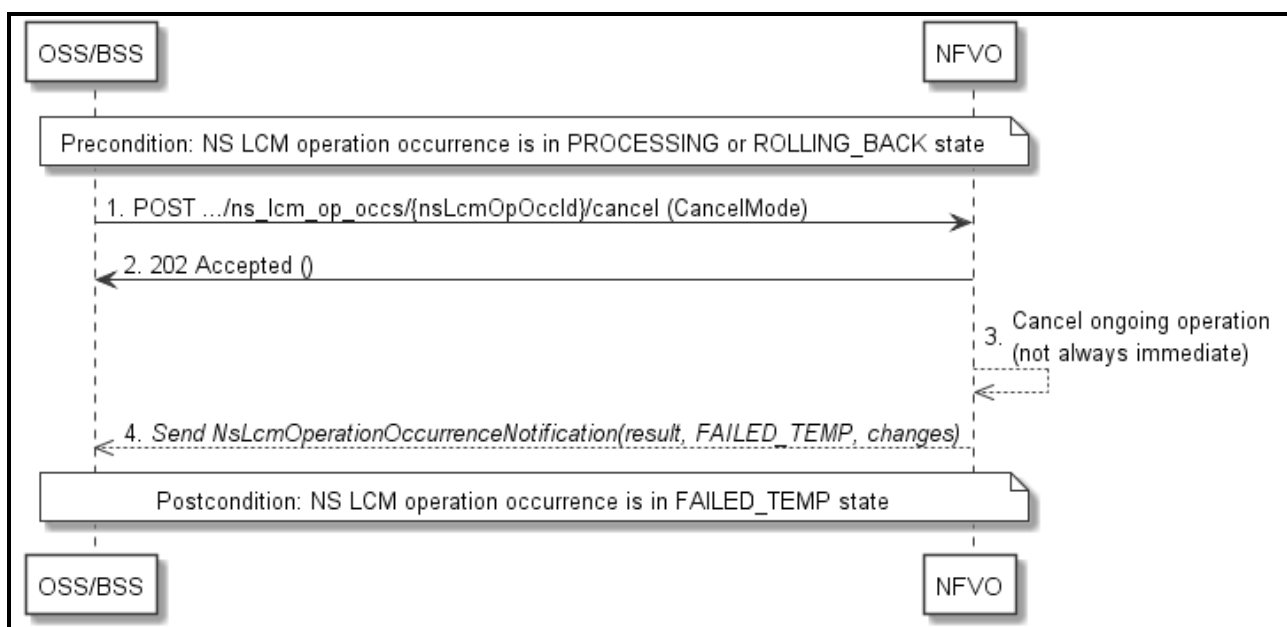 OSS/BSS
NFVO
Precondition: NS LCM operation occurrence is in PROCESSING or ROLLING_BACK state
1. POST .../ns_lcm_op_occs/{nsLcmOpOccId}/cancel (CancelMode)
2. 202 Accepted ()
3. Cancel ongoing operation
(not always immediate)
4. Send NsLcmOperationOccurrenceNotification(result, FAILED_TEMP, changes)
Postcondition: NS LCM operation occurrence is in FAILED_TEMP state
OSS/BSS
NFVO